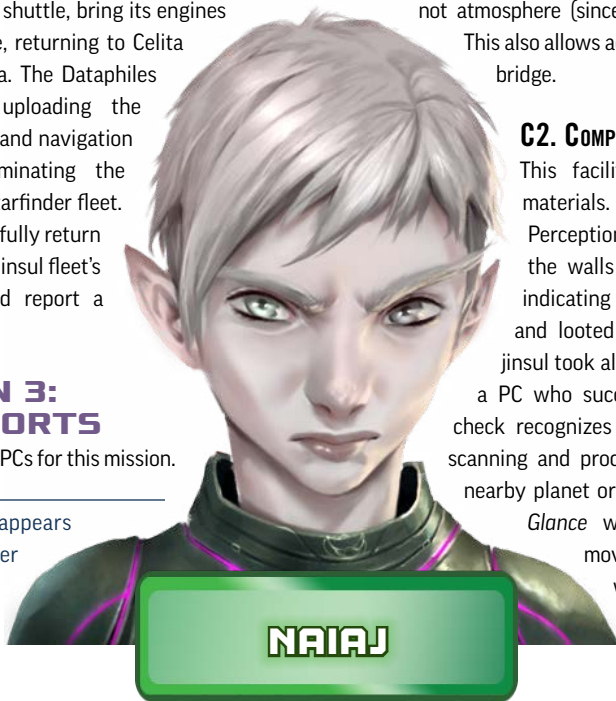 shuttle, bring its engines
, returning to Celita
a. The Dataphiles
uploading the
and navigation
minating the
arfinder fleet.
fully return
insul fleet's
d report a
N 3:
ORTS
PCs for this mission.
appears
er
not atmosphere (since
This also allows a
bridge.
C2. COMP
This facili
materials.
Perception
the walls
indicating
and looted
jinsul took al
a PC who succ
check recognizes
scanning and proc
nearby planet or
Glance w
mov
NAIAJ